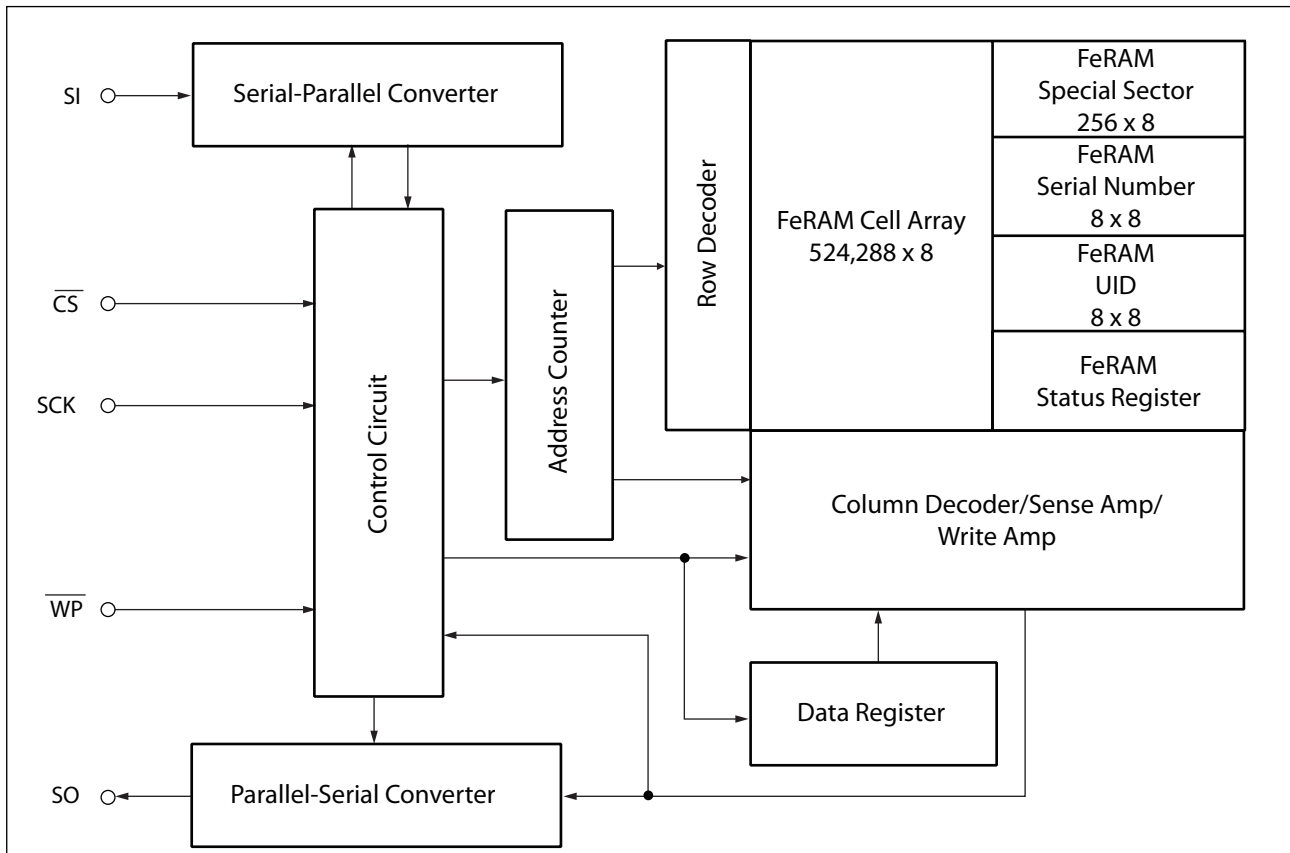 SI
Serial-Parallel Converter
CS
SCK
WP
SO
Control Circuit
Address Counter
Row Decoder
FeRAM Cell Array
524,288 x 8
FeRAM
Special Sector
256 x 8
FeRAM
Serial Number
8 x 8
FeRAM
UID
8 x 8
FeRAM
Status Register
Column Decoder/Sense Amp/
Write Amp
Data Register
Parallel-Serial Converter